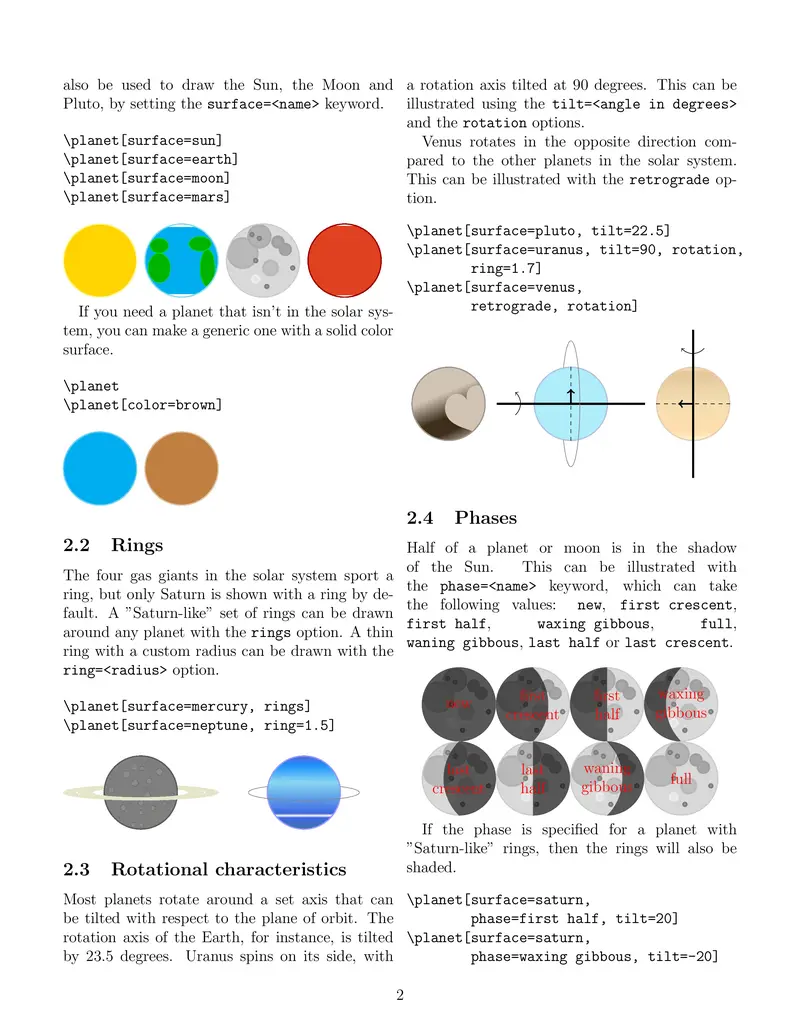 also be used to draw the Sun, the Moon and
Pluto, by setting the surface=<name> keyword.
\planet[surface=sun]
\planet[surface=earth]
\planet[surface=moon]
\planet[surface=mars]
If you need a planet that isn't in the solar sys-
tem, you can make a generic one with a solid color
surface.
\planet
\planet[color=brown]
2.2 Rings
The four gas giants in the solar system sport a
ring, but only Saturn is shown with a ring by de-
fault. A ”Saturn-like” set of rings can be drawn
around any planet with the rings option. A thin
ring with a custom radius can be drawn with the
ring=<radius> option.
\planet[surface=mercury, rings]
\planet[surface=neptune, ring=1.5]
2.3 Rotational characteristics
Most planets rotate around a set axis that can
be tilted with respect to the plane of orbit. The
rotation axis of the Earth, for instance, is tilted
by 23.5 degrees. Uranus spins on its side, with
a rotation axis tilted at 90 degrees. This can be
illustrated using the tilt=<angle in degrees>
and the rotation options.
Venus rotates in the opposite direction com-
pared to the other planets in the solar system.
This can be illustrated with the retrograde op-
tion.
\planet[surface=pluto, tilt=22.5]
\planet[surface=uranus, tilt=90, rotation,
ring=1.7]
\planet[surface=venus,
retrograde, rotation]
2.4 Phases
Half of a planet or moon is in the shadow
of the Sun. This can be illustrated with
the phase=<name> keyword, which can take
the following values: new, first crescent,
first half, waxing gibbous, full,
waning gibbous, last half or last crescent.
new
first
crescent
first
half
waxing
gibbous
last
crescent
last
half
waning
gibbous
full
If the phase is specified for a planet with
”Saturn-like” rings, then the rings will also be
shaded.
\planet[surface=saturn,
phase=first half, tilt=20]
\planet[surface=saturn,
phase=waxing gibbous, tilt=-20]
2